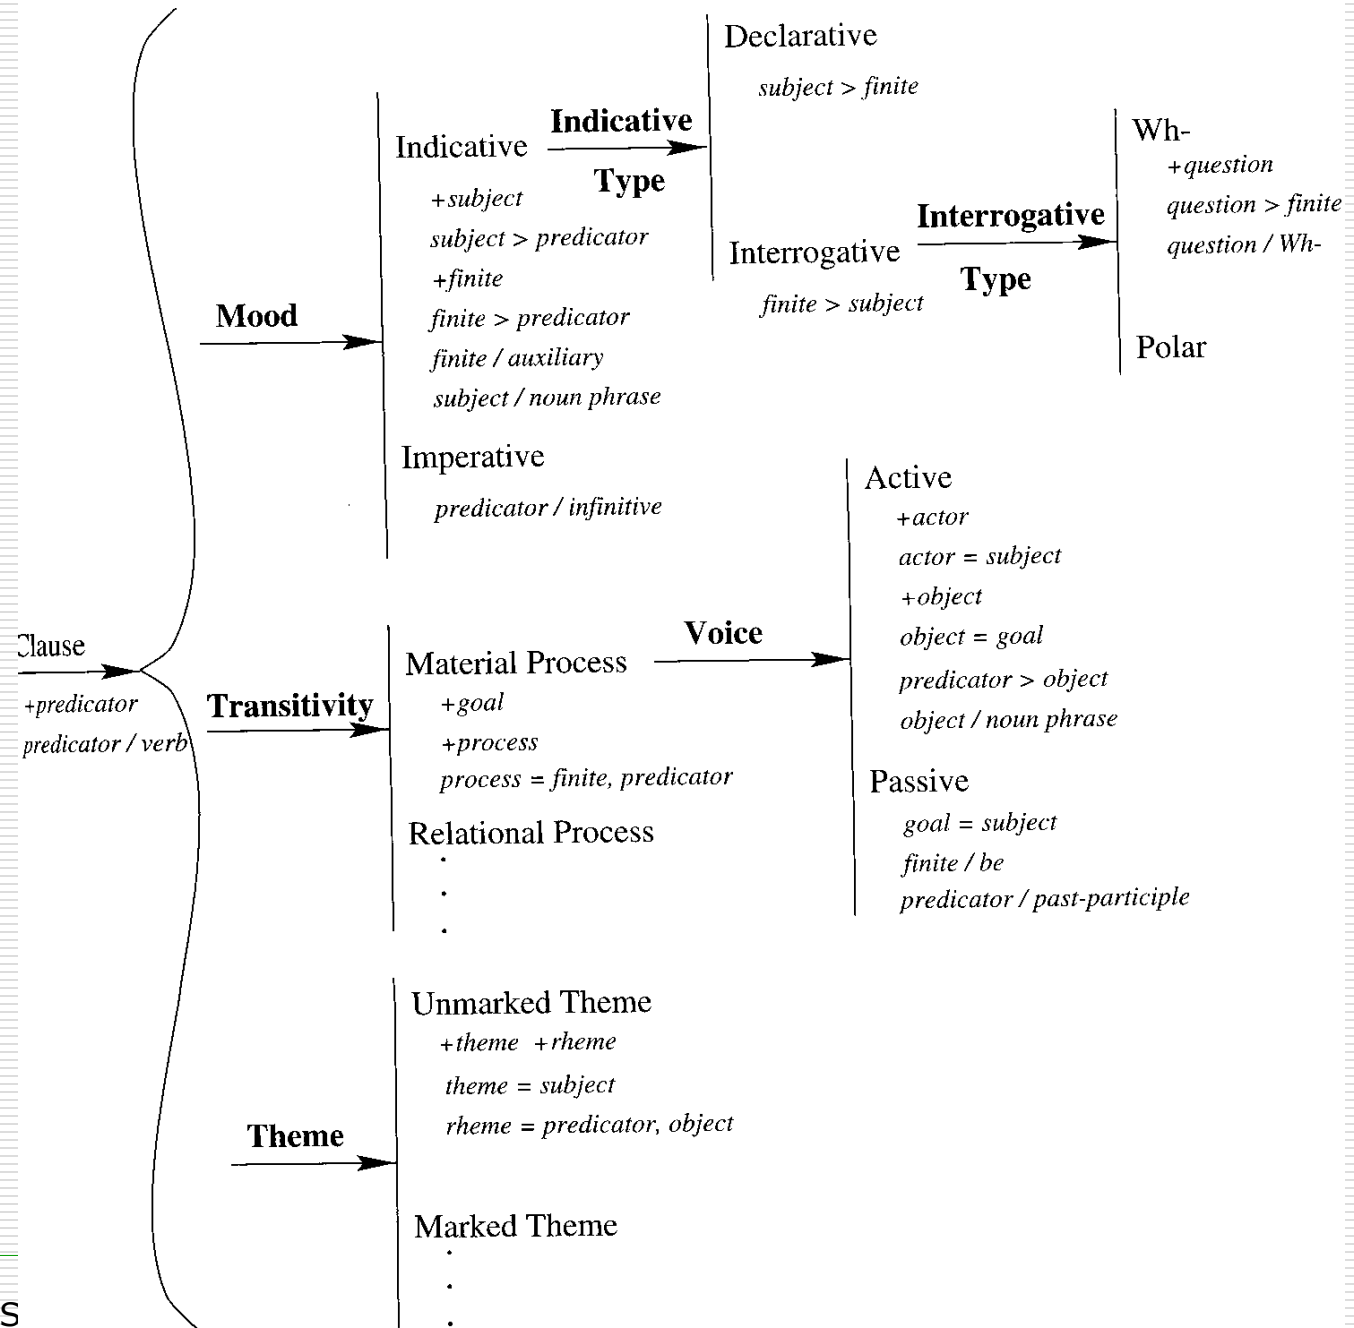 Clause
+predicator
predicator / verb
Mood
Indicative
+subject
subject > predicator
+finite
finite > predicator
finite / auxiliary
subject / noun phrase
Imperative
predicator / infinitive
Indicative
Type
Declarative
subject > finite
Interrogative
finite > subject
Interrogative
Type
Wh-
+question
question > finite
question / Wh-
Polar
Transitivity
Material Process
+goal
+process
process = finite, predicator
Relational Process
.
.
.
Voice
Active
+actor
actor = subject
+object
object = goal
predicator > object
object / noun phrase
Passive
goal = subject
finite / be
predicator / past-participle
Theme
Unmarked Theme
+theme +rheme
theme = subject
rheme = predicator, object
Marked Theme
.
.
.
S